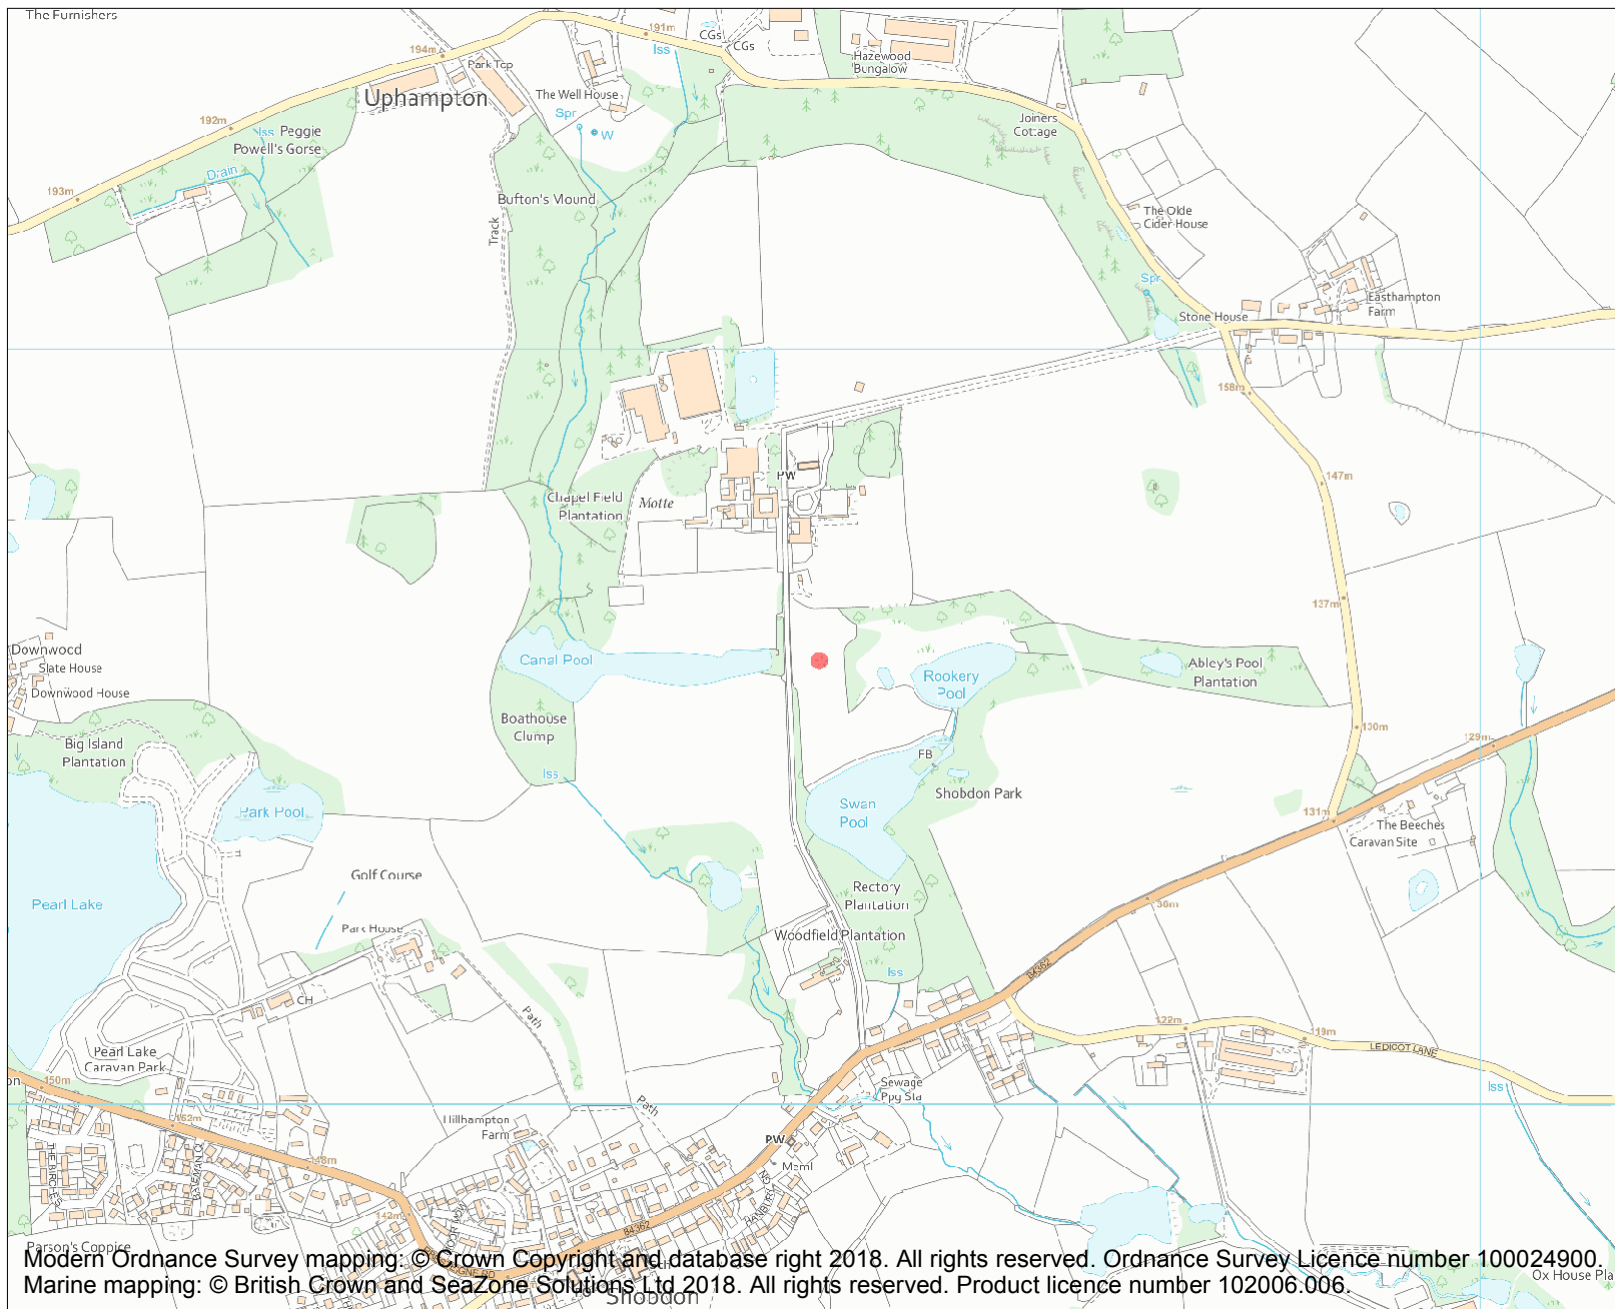 The Furnishers
191m
Iss
CGs
CGs
194m
Park Top
Hazewood
Bungalow
Uphampton
The Well House
Spr
W
192m
Iss
Peggie
Powell's Gorse
Joiners
Cottage
Drain
193m
Bufton's Mound
Track
The Olde
Cider House
Spr
Easthampton
Farm
Stone House
158m
PW
147m
Chapel Field
Plantation
Motte
137m
Downwood
Slate House
Downwood House
Canal Pool
Rookery
Pool
Abley's Pool
Plantation
Boathouse
Clump
130m
129m
Big Island
Plantation
FB
Iss
Shobdon Park
Swan
Pool
Park Pool
131m
The Beeches
Caravan Site
Golf Course
Rectory
Plantation
Pearl Lake
36m
Park House
Woodfield Plantation
B4362
Iss
CH
Path
122m
119m
LEDICOT LANE
Pearl Lake
Caravan Park
150m
Sewage
Ppg Sta
Iss
Path
152m
Hillhampton
Farm
PW
148m
Meml
THE BIRCHES
BATEMAN CL
142m
B4362
Parson's Coppice
Modern Ordnance Survey mapping: © Crown Copyright and database right 2018. All rights reserved. Ordnance Survey Licence number 100024900.
Marine mapping: © British Crown and SeaZone Solutions Ltd 2018. All rights reserved. Product licence number 102006.006.
Ox House Pla
Shobdon